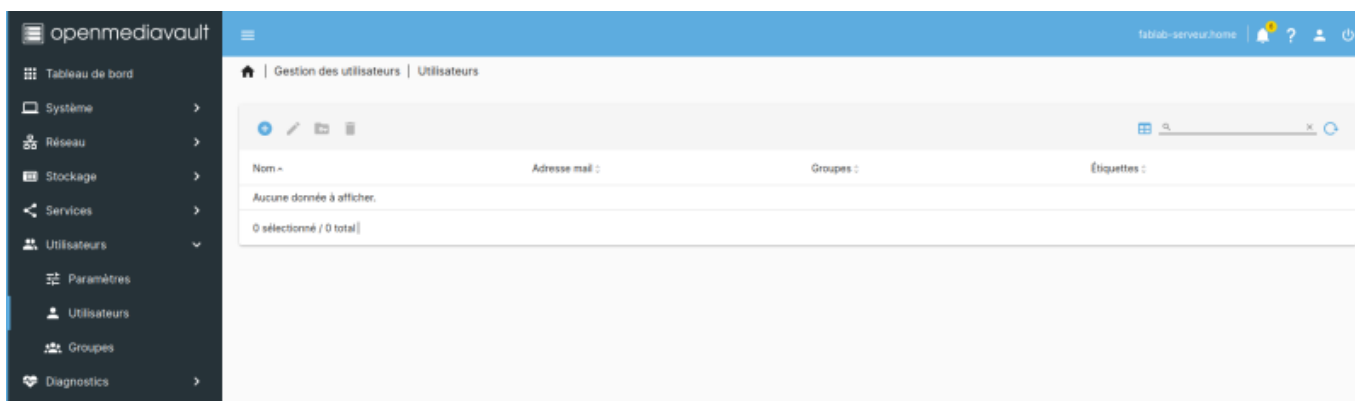 openmediavault
fablab-serveur.home
6
?
Tableau de bord
Système
Réseau
Stockage
Services
Utilisateurs
Paramètres
Utilisateurs
Groupes
Diagnostics
Gestion des utilisateurs | Utilisateurs
Nom
Adresse mail
Groupes
Étiquettes
Aucune donnée à afficher.
0 sélectionné / 0 total